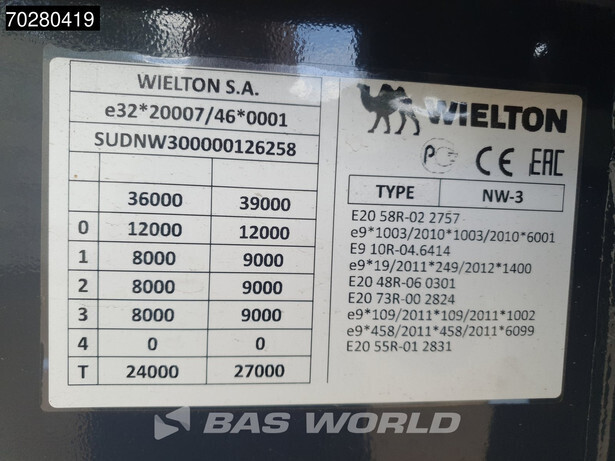 70280419
WIELTON S.A.
e32*20007/46*0001
SUDNW300000126258
36000 39000
0 12000 12000
1 8000 9000
2 8000 9000
3 8000 9000
4 0 0
T 24000 27000
WIELTON
CE EAC
TYPE NW-3
E20 58R-02 2757
e9*1003/2010*1003/2010*6001
E9 10R-04.6414
e9*19/2011*249/2012*1400
E20 48R-06 0301
E20 73R-00 2824
e9*109/2011*109/2011*1002
e9*458/2011*458/2011*6099
E20 55R-01 2831
BAS WORLD